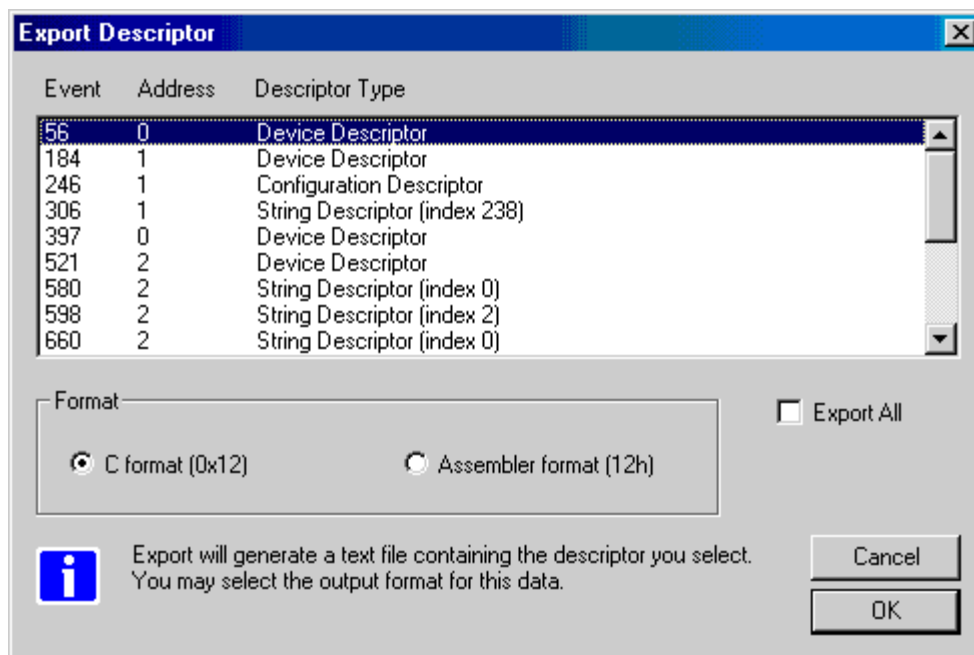 Export Descriptor
Event Address Descriptor Type
56 0 Device Descriptor
184 1 Device Descriptor
246 1 Configuration Descriptor
306 1 String Descriptor (index 238)
397 0 Device Descriptor
521 2 Device Descriptor
580 2 String Descriptor (index 0)
598 2 String Descriptor (index 2)
660 2 String Descriptor (index 0)
Format
Export All
C format (0x12) Assembler format (12h)
Export will generate a text file containing the descriptor you select.
You may select the output format for this data.
Cancel
OK